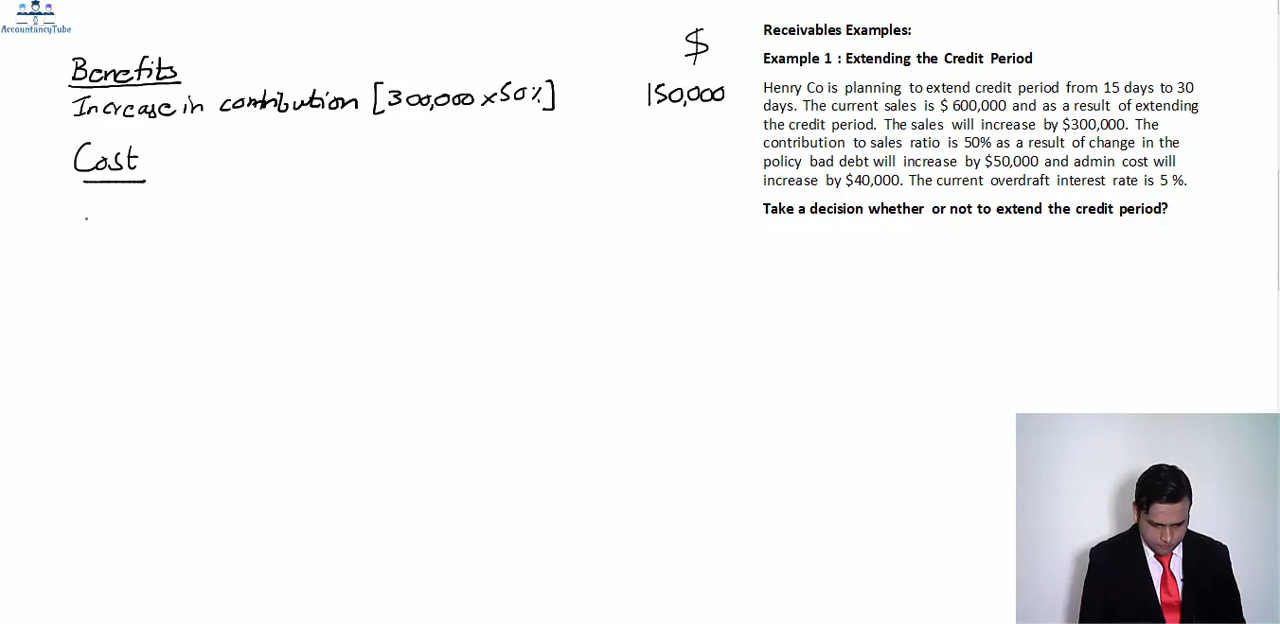 AccountancyTube
$
Benefits
Increase in contribution [300,000 × 50%] 150,000
Cost
Receivables Examples:
Example 1 : Extending the Credit Period
Henry Co is planning to extend credit period from 15 days to 30
days. The current sales is $ 600,000 and as a result of extending
the credit period. The sales will increase by $300,000. The
contribution to sales ratio is 50% as a result of change in the
policy bad debt will increase by $50,000 and admin cost will
increase by $40,000. The current overdraft interest rate is 5 %.
Take a decision whether or not to extend the credit period?